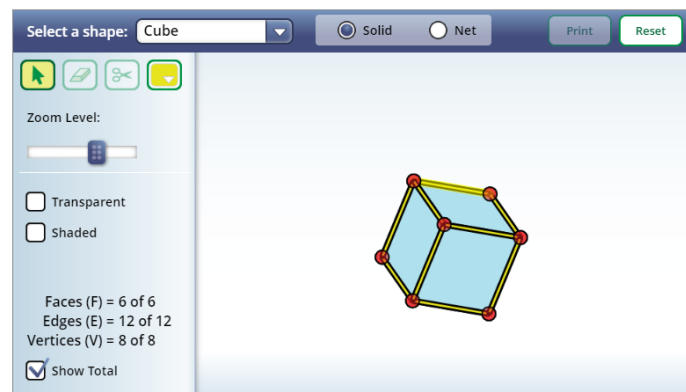 Select a shape: Cube Solid Net Print Reset
Zoom Level:
Transparent
Shaded
Faces (F) = 6 of 6
Edges (E) = 12 of 12
Vertices (V) = 8 of 8
Show Total